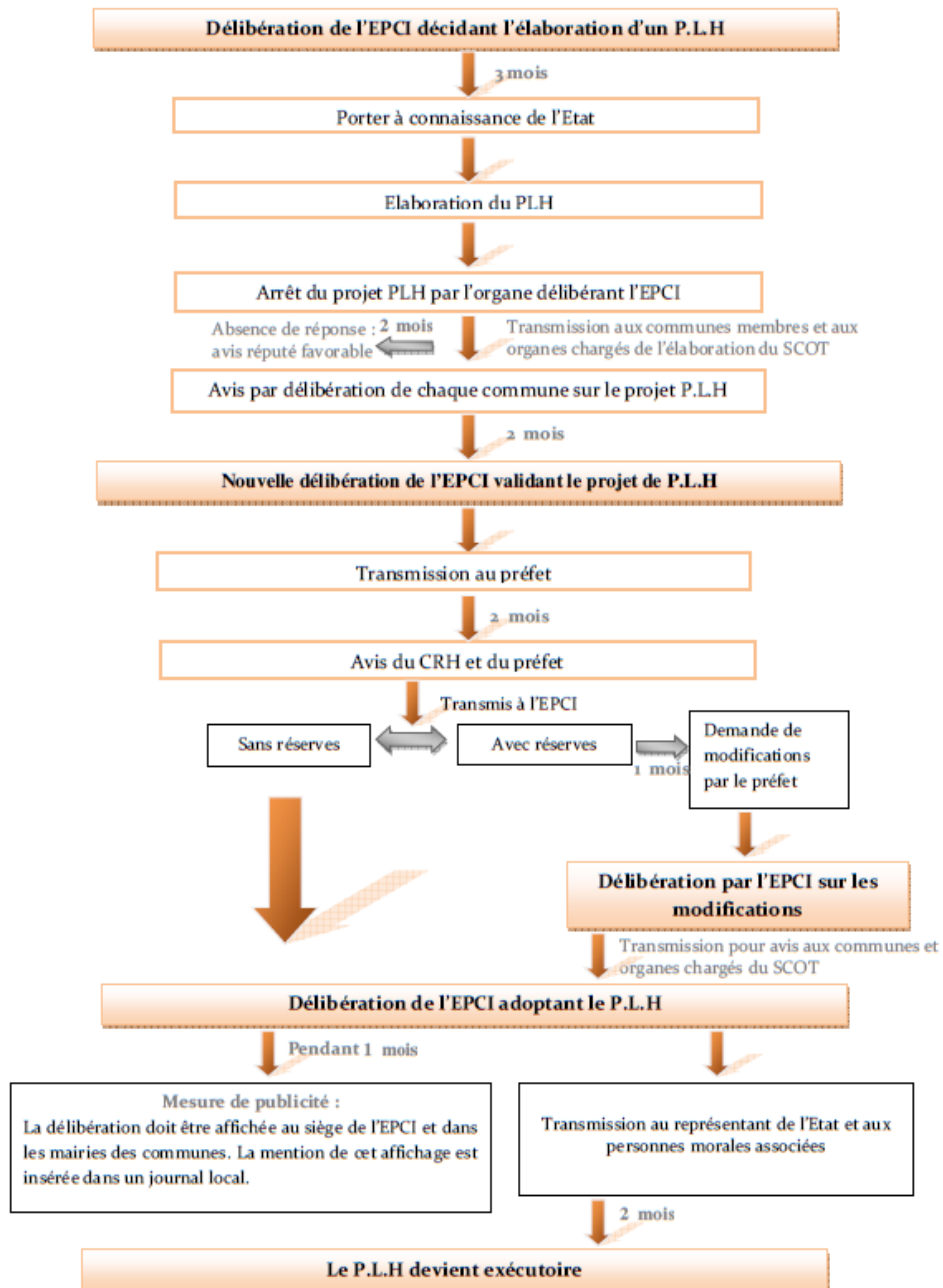 Délibération de l'EPCI décidant l'élaboration d'un P.L.H
3 mois
Porter à connaissance de l'Etat
Elaboration du PLH
Arrêt du projet PLH par l'organe délibérant l'EPCI
Absence de réponse :
avis réputé favorable
2 mois
Transmission aux communes membres et aux
organes chargés de l'élaboration du SCOT
Avis par délibération de chaque commune sur le projet P.L.H
2 mois
Nouvelle délibération de l'EPCI validant le projet de P.L.H
Transmission au préfet
2 mois
Avis du CRH et du préfet
Transmis à l'EPCI
Sans réserves
Avec réserves
1 mois
Demande de
modifications
par le préfet
Délibération par l'EPCI sur les
modifications
Transmission pour avis aux communes et
organes chargés du SCOT
Délibération de l'EPCI adoptant le P.L.H
Pendant 1 mois
Mesure de publicité :
La délibération doit être affichée au siège de l'EPCI et dans
les mairies des communes. La mention de cet affichage est
insérée dans un journal local.
Transmission au représentant de l'Etat et aux
personnes morales associées
2 mois
Le P.L.H devient exécutoire